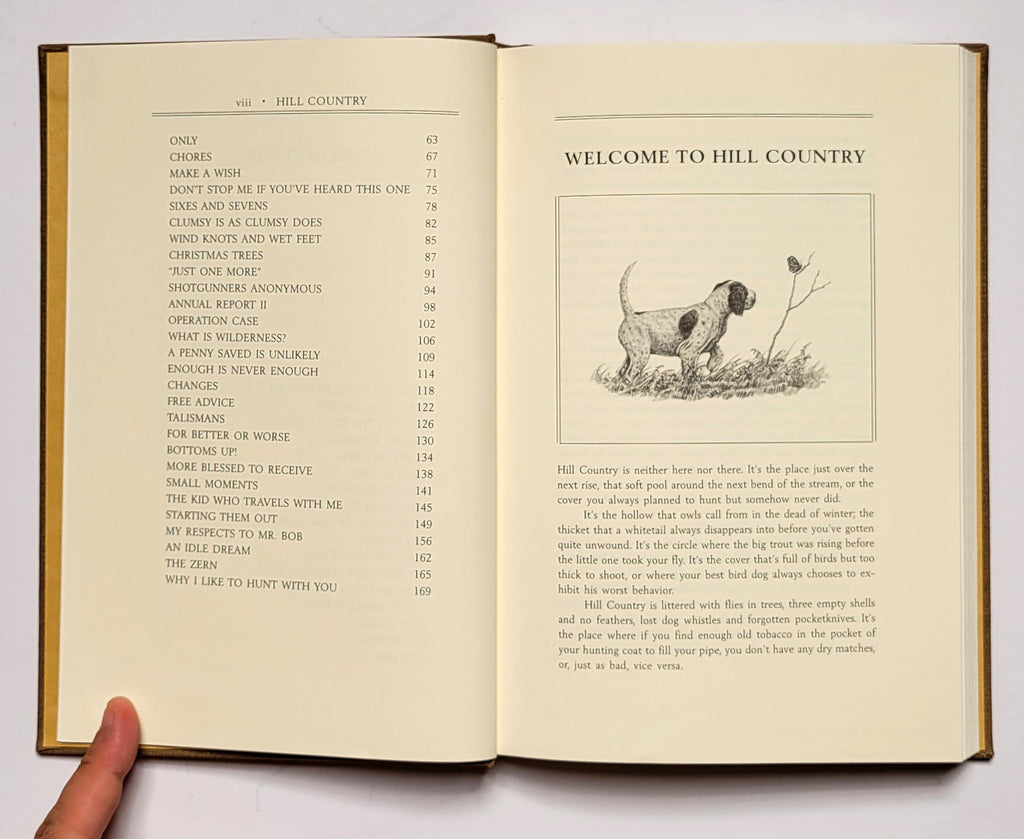 viii • HILL COUNTRY
ONLY 63
CHORES 67
MAKE A WISH 71
DON'T STOP ME IF YOU'VE HEARD THIS ONE 75
SIXES AND SEVENS 78
CLUMSY IS AS CLUMSY DOES 82
WIND KNOTS AND WET FEET 85
CHRISTMAS TREES 87
"JUST ONE MORE" 91
SHOTGUNNERS ANONYMOUS 94
ANNUAL REPORT II 98
OPERATION CASE 102
WHAT IS WILDERNESS? 106
A PENNY SAVED IS UNLIKELY 109
ENOUGH IS NEVER ENOUGH 114
CHANGES 118
FREE ADVICE 122
TALISMANS 126
FOR BETTER OR WORSE 130
BOTTOMS UP! 134
MORE BLESSED TO RECEIVE 138
SMALL MOMENTS 141
THE KID WHO TRAVELS WITH ME 145
STARTING THEM OUT 149
MY RESPECTS TO MR. BOB 156
AN IDLE DREAM 162
THE ZERN 165
WHY I LIKE TO HUNT WITH YOU 169
WELCOME TO HILL COUNTRY
Hill Country is neither here nor there. It's the place just over the
next rise, that soft pool around the next bend of the stream, or the
cover you always planned to hunt but somehow never did.
It's the hollow that owls call from in the dead of winter; the
thicket that a whitetail always disappears into before you've gotten
quite unwound. It's the circle where the big trout was rising before
the little one took your fly. It's the cover that's full of birds but too
thick to shoot, or where your best bird dog always chooses to ex-
hibit his worst behavior.
Hill Country is littered with flies in trees, three empty shells
and no feathers, lost dog whistles and forgotten pocketknives. It's
the place where if you find enough old tobacco in the pocket of
your hunting coat to fill your pipe, you don't have any dry matches,
or, just as bad, vice versa.